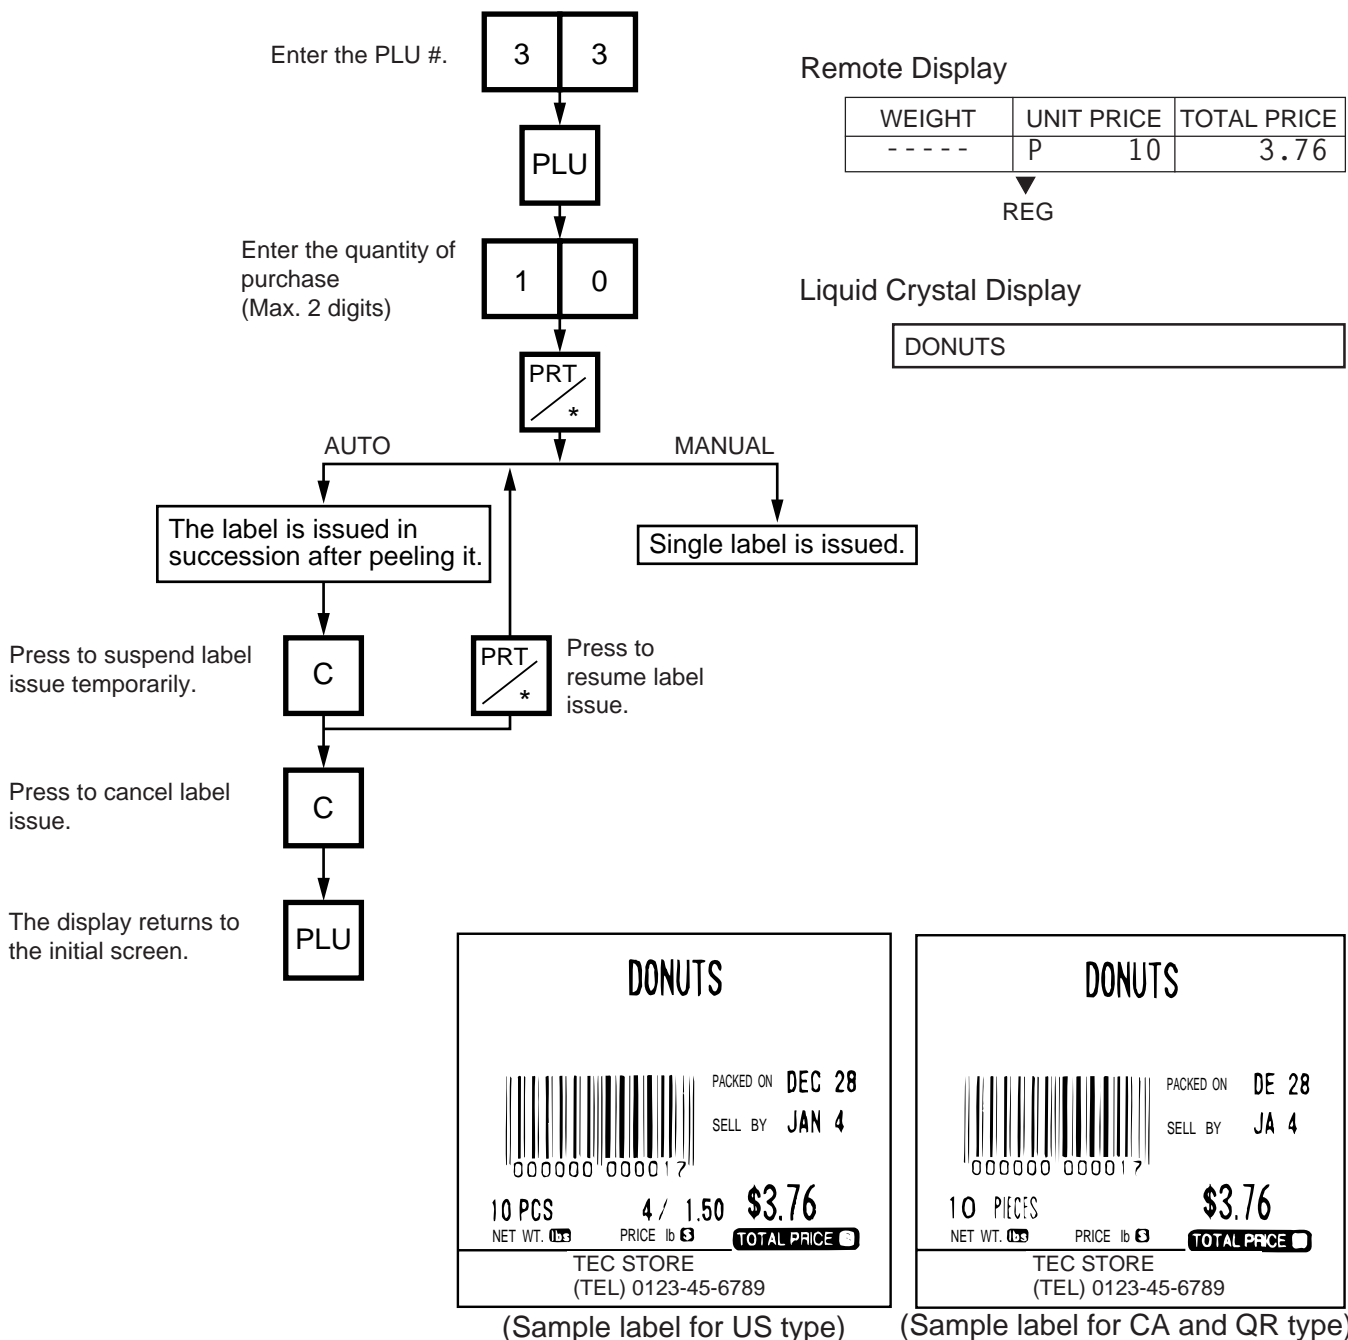 Enter the PLU #.
3 3
PLU
Enter the quantity of
purchase
(Max. 2 digits)
1 0
PRT
*
AUTO
MANUAL
The label is issued in
succession after peeling it.
Single label is issued.
Press to suspend label
issue temporarily.
C
PRT
*
Press to
resume label
issue.
Press to cancel label
issue.
C
The display returns to
the initial screen.
PLU
Remote Display
WEIGHT UNIT PRICE TOTAL PRICE
- - - - - P 10 3.76
REG
Liquid Crystal Display
DONUTS
DONUTS
PACKED ON DEC 28
SELL BY JAN 4
000000 000017
10 PCS 4/ 1.50 $3.76
NET WT. lbs PRICE lb $ TOTAL PRICE
TEC STORE
(TEL) 0123-45-6789
(Sample label for US type)
DONUTS
PACKED ON DE 28
SELL BY JA 4
000000 000017
10 PIECES $3.76
NET WT. lbs PRICE lb $ TOTAL PRICE
TEC STORE
(TEL) 0123-45-6789
(Sample label for CA and QR type)